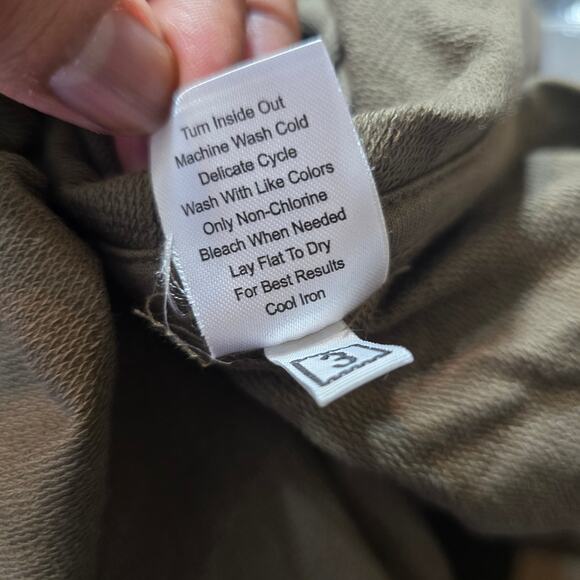 Turn Inside Out
Machine Wash Cold
Delicate Cycle
Wash With Like Colors
Only Non-Chlorine
Bleach When Needed
Lay Flat To Dry
For Best Results
Cool Iron
3